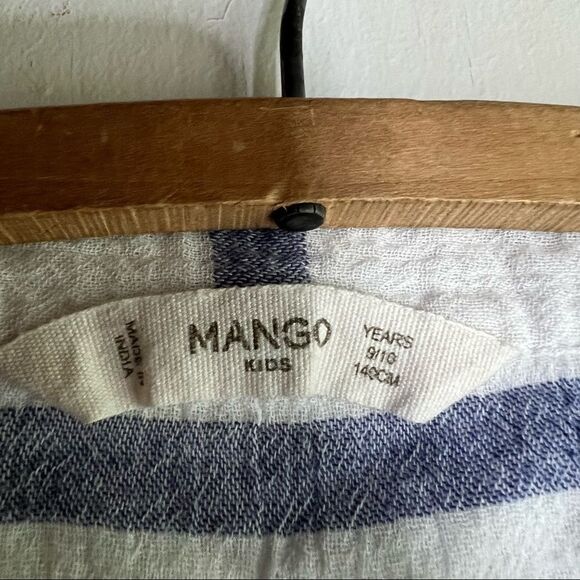 MADE IN
INDIA
MANGO
KIDS
YEARS
9/10
140CM